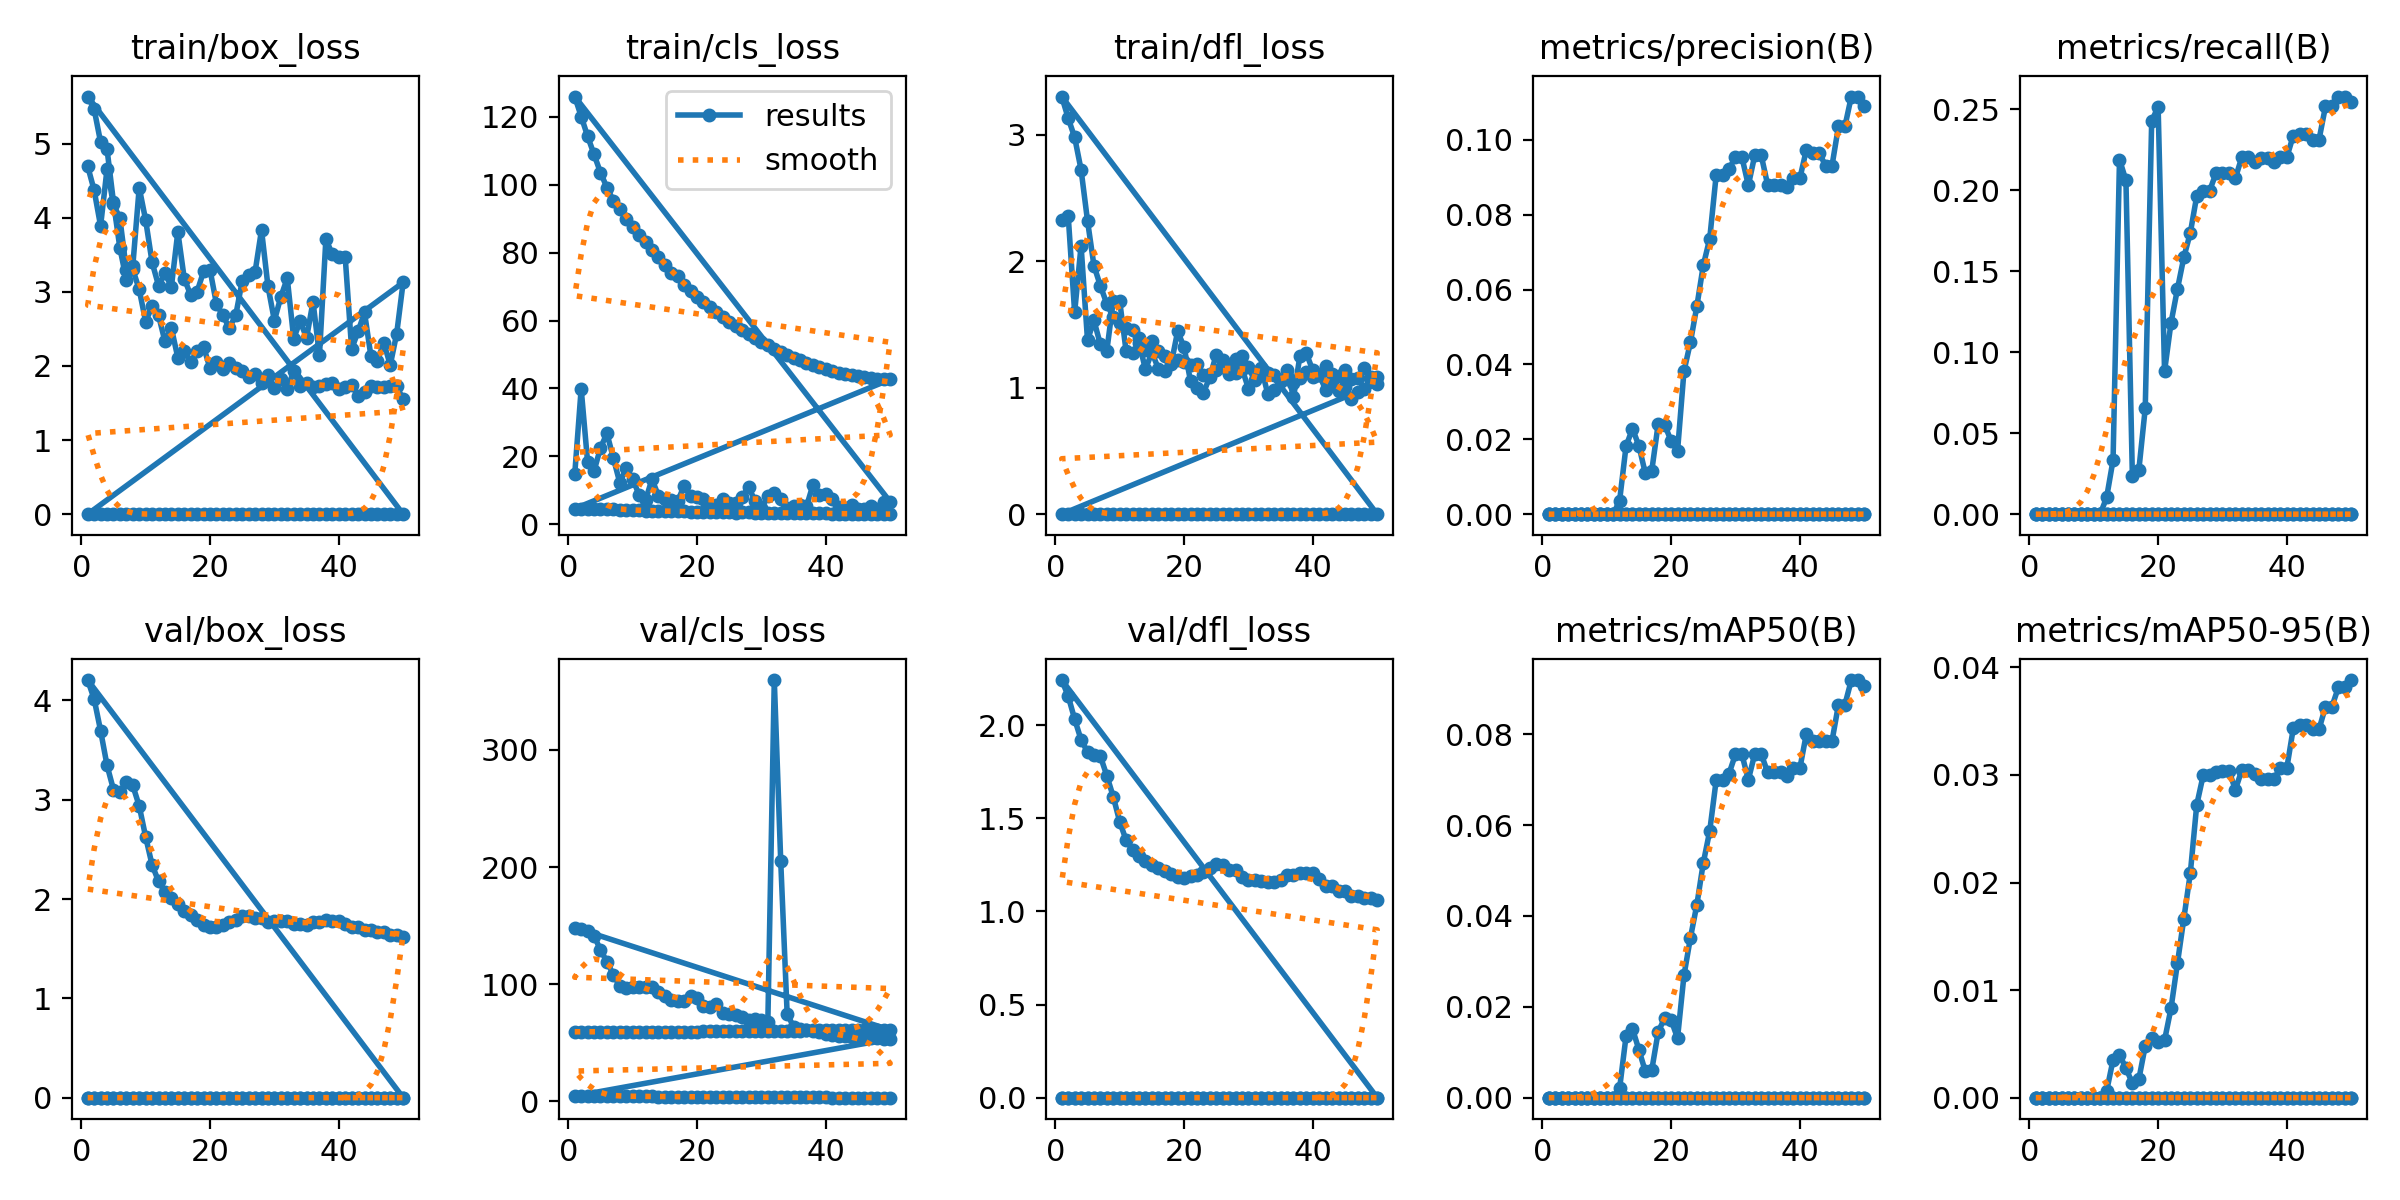 train/box_loss
train/cls_loss
train/dfl_loss
metrics/precision(B)
metrics/recall(B)
5
4
3
2
1
0
0 20 40
120
100
80
60
40
20
0
0 20 40
results
smooth
3
2
1
0
0 20 40
0.10
0.08
0.06
0.04
0.02
0.00
0 20 40
0.25
0.20
0.15
0.10
0.05
0.00
0 20 40
val/box_loss
val/cls_loss
val/dfl_loss
metrics/mAP50(B)
metrics/mAP50-95(B)
4
3
2
1
0
0 20 40
300
200
100
0
0 20 40
2.0
1.5
1.0
0.5
0.0
0 20 40
0.08
0.06
0.04
0.02
0.00
0 20 40
0.04
0.03
0.02
0.01
0.00
0 20 40